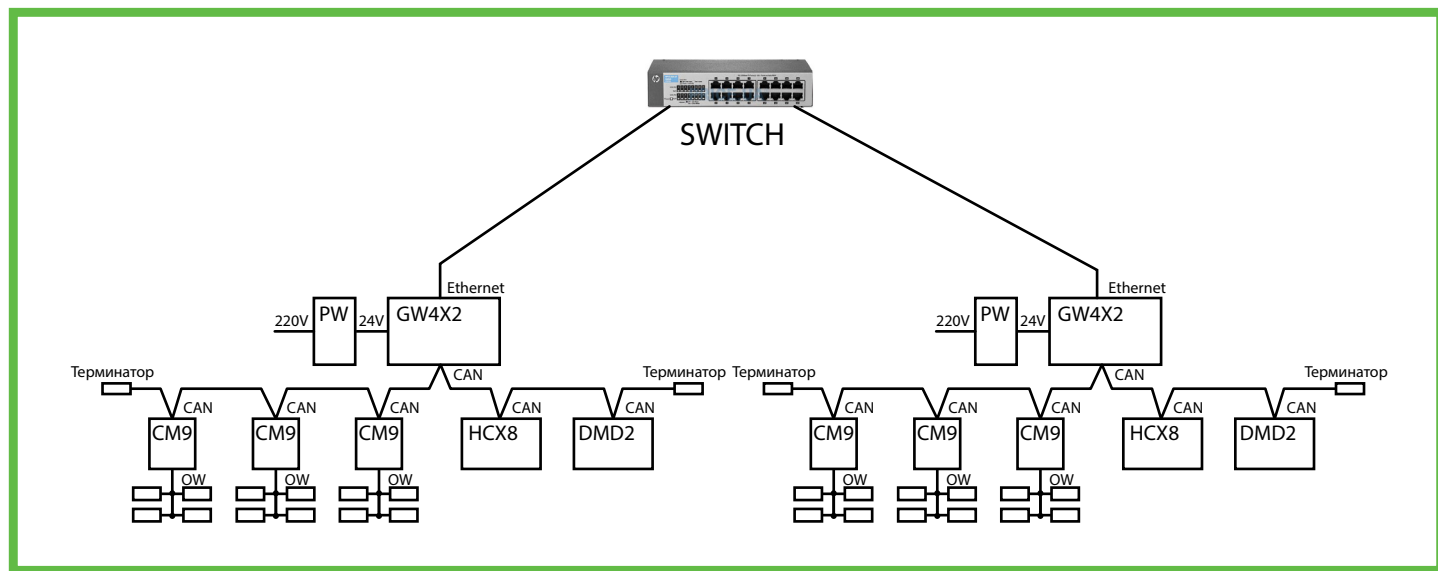 SWITCH
Ethernet
Ethernet
220V PW 24V GW4X2
220V PW 24V GW4X2
Терминатор CAN Терминатор
Терминатор CAN Терминатор
CAN CAN CAN CAN CAN
CAN CAN CAN CAN CAN
CM9 CM9 CM9 HCX8 DMD2
CM9 CM9 CM9 HCX8 DMD2
OW OW OW
OW OW OW